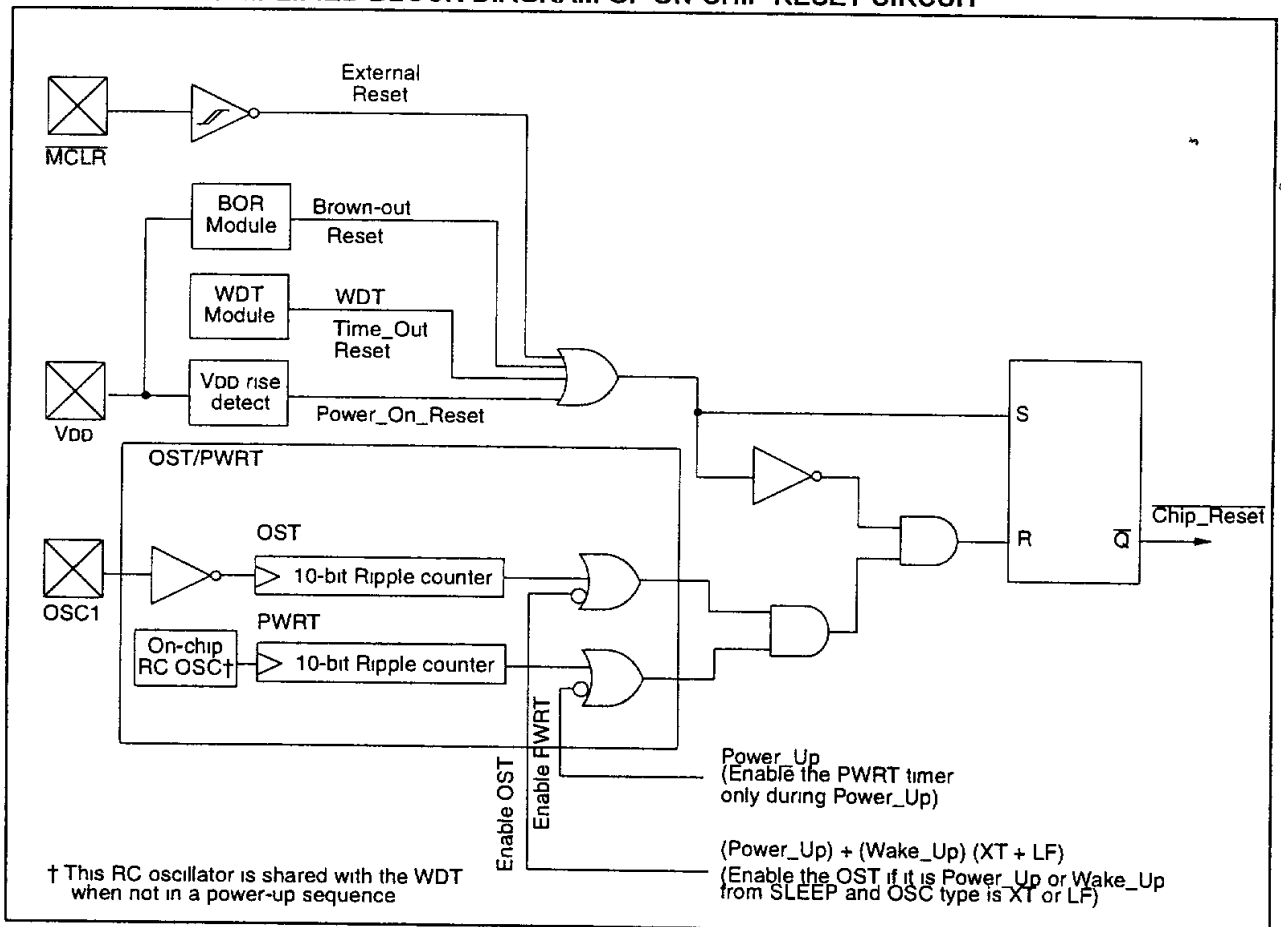 External
Reset
MCLR
BOR
Module
Brown-out
Reset
WDT
Module
WDT
Time_Out
Reset
VDD rise
detect
Power_On_Reset
VDD
OST/PWRT
OST
10-bit Ripple counter
OSC1
PWRT
On-chip
RC OSC†
10-bit Ripple counter
S
R
Q
Chip_Reset
Enable OST
Enable PWRT
Power_Up
(Enable the PWRT timer
only during Power_Up)
(Power_Up) + (Wake_Up) (XT + LF)
(Enable the OST if it is Power_Up or Wake_Up
from SLEEP and OSC type is XT or LF)
† This RC oscillator is shared with the WDT
when not in a power-up sequence